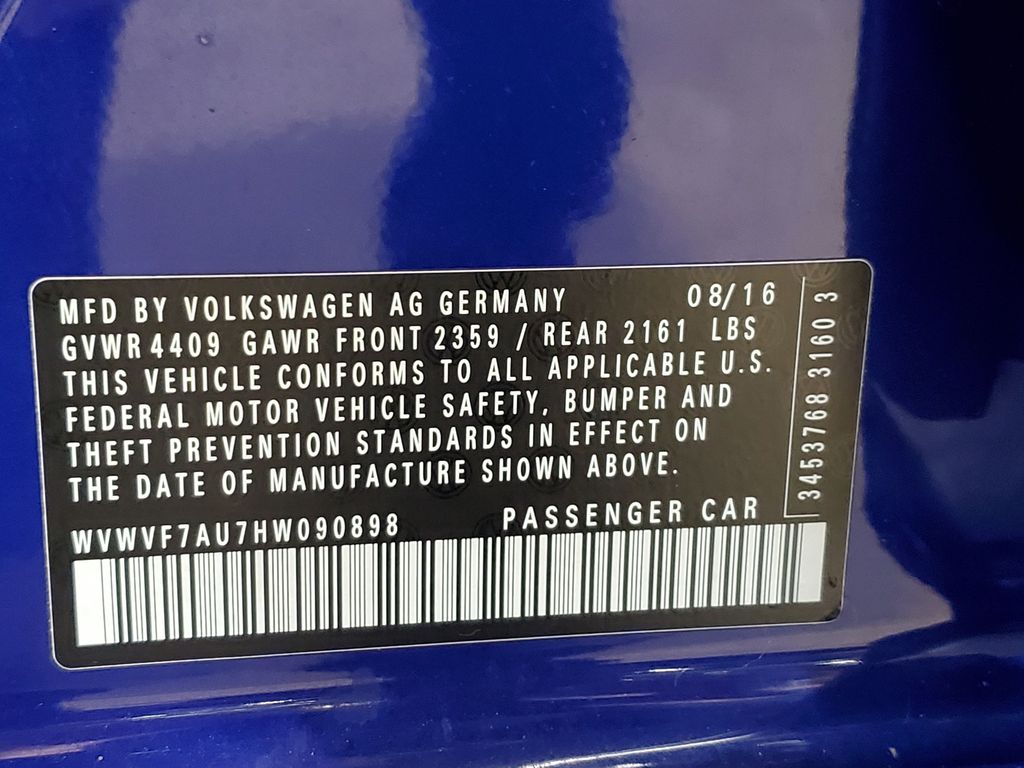 MFD BY VOLKSWAGEN AG GERMANY 08/16
GVWR 4409 GAWR FRONT 2359 / REAR 2161 LBS
THIS VEHICLE CONFORMS TO ALL APPLICABLE U.S.
FEDERAL MOTOR VEHICLE SAFETY, BUMPER AND
THEFT PREVENTION STANDARDS IN EFFECT ON
THE DATE OF MANUFACTURE SHOWN ABOVE.
WVWVF7AU7HW090898 PASSENGER CAR
3453768 3160 3